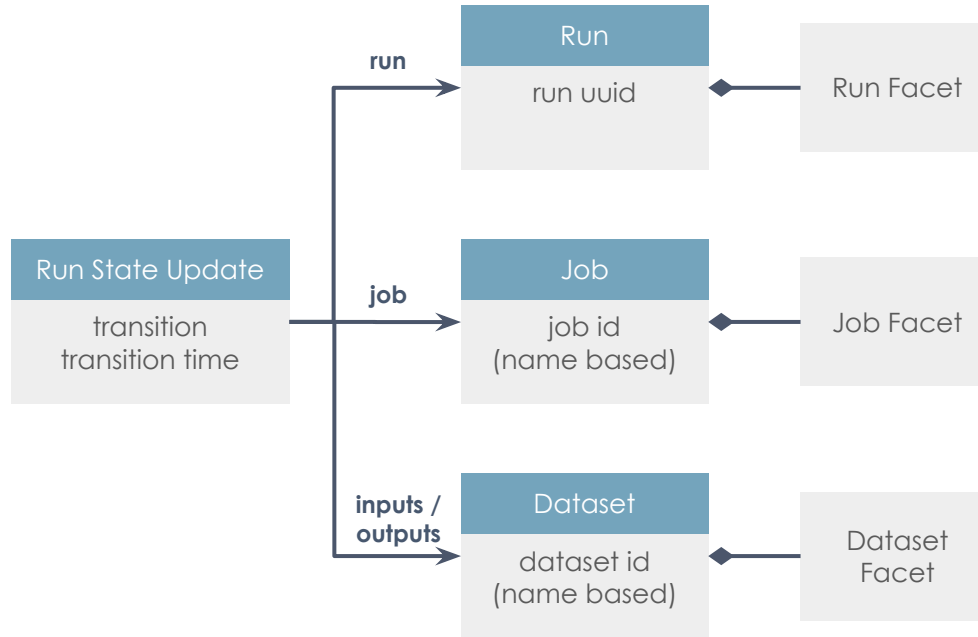 Run
run
run uuid
Run Facet
Run State Update
transition
transition time
job
Job
job id
(name based)
Job Facet
inputs /
outputs
Dataset
dataset id
(name based)
Dataset
Facet